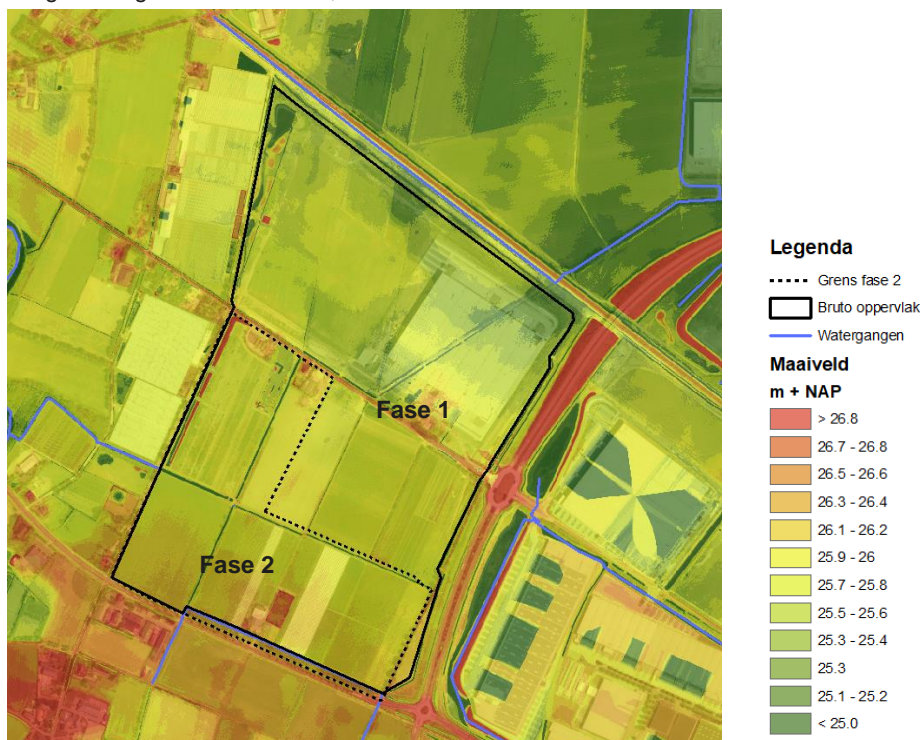 Fase 1
Fase 2
Legenda
Grens fase 2
Bruto oppervlak
Watergangen
Maaiveld
m + NAP
> 26.8
26.7 - 26.8
26.5 - 26.6
26.3 - 26.4
26.1 - 26.2
25.9 - 26
25.7 - 25.8
25.5 - 25.6
25.3 - 25.4
25.3
25.1 - 25.2
< 25.0